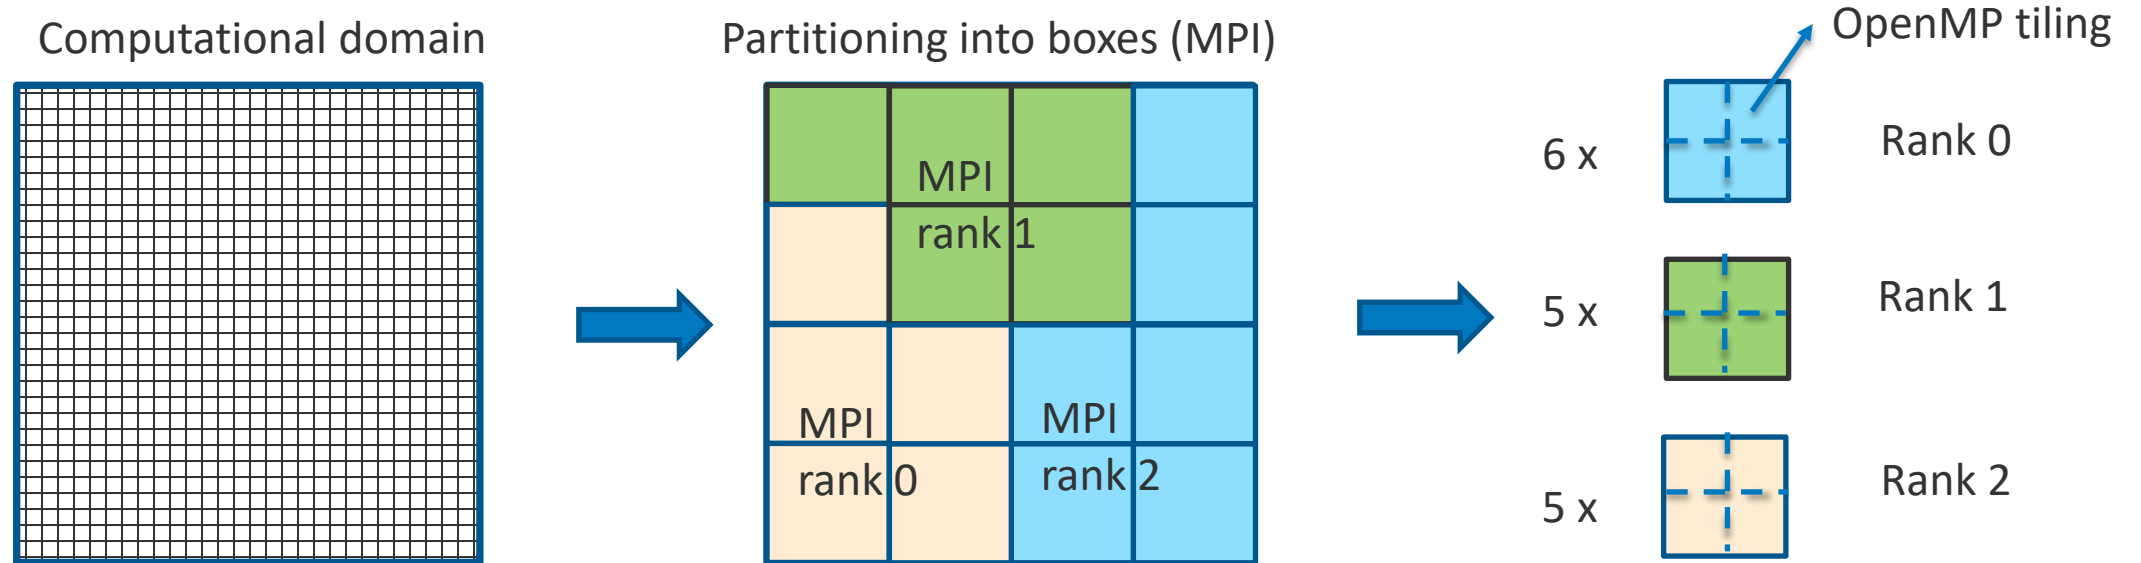 Computational domain
Partitioning into boxes (MPI)
MPI
rank 1
MPI
rank 0
MPI
rank 2
OpenMP tiling
6 x
Rank 0
5 x
Rank 1
5 x
Rank 2